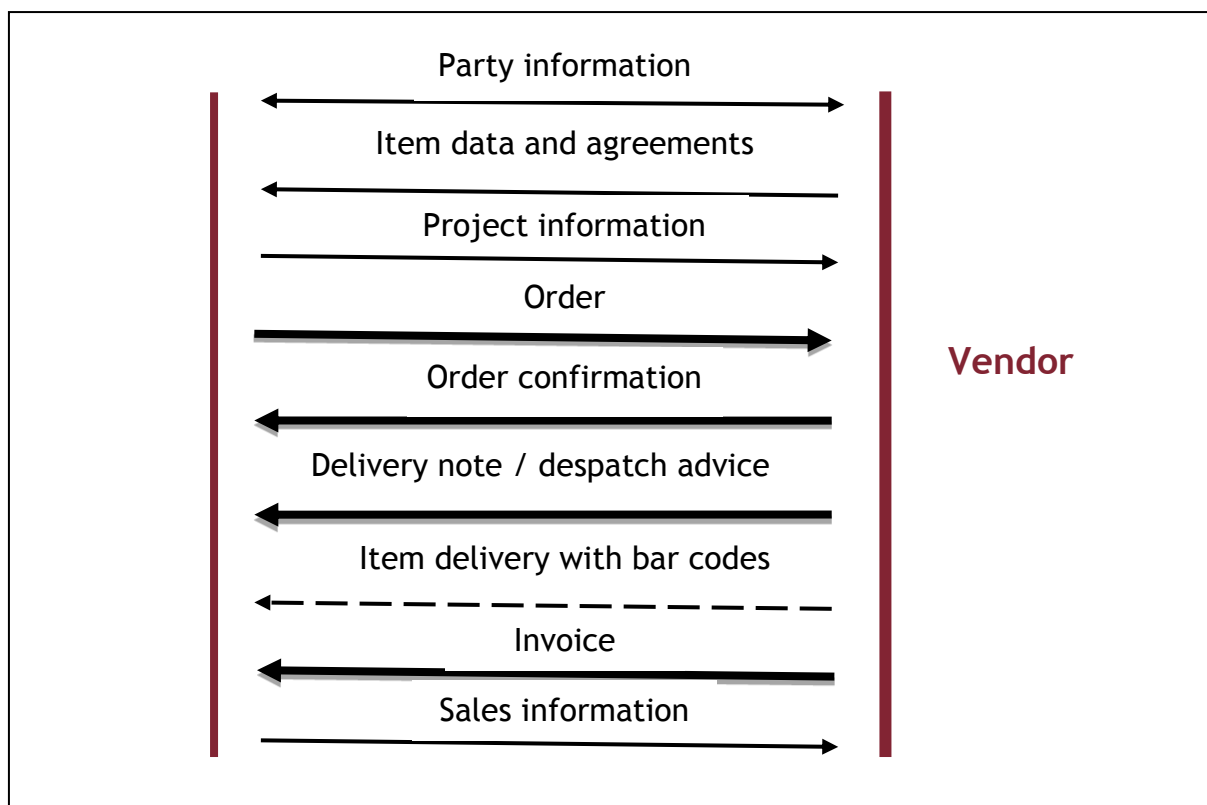 Party information
Item data and agreements
Project information
Order
Vendor
Order confirmation
Delivery note / despatch advice
Item delivery with bar codes
Invoice
Sales information